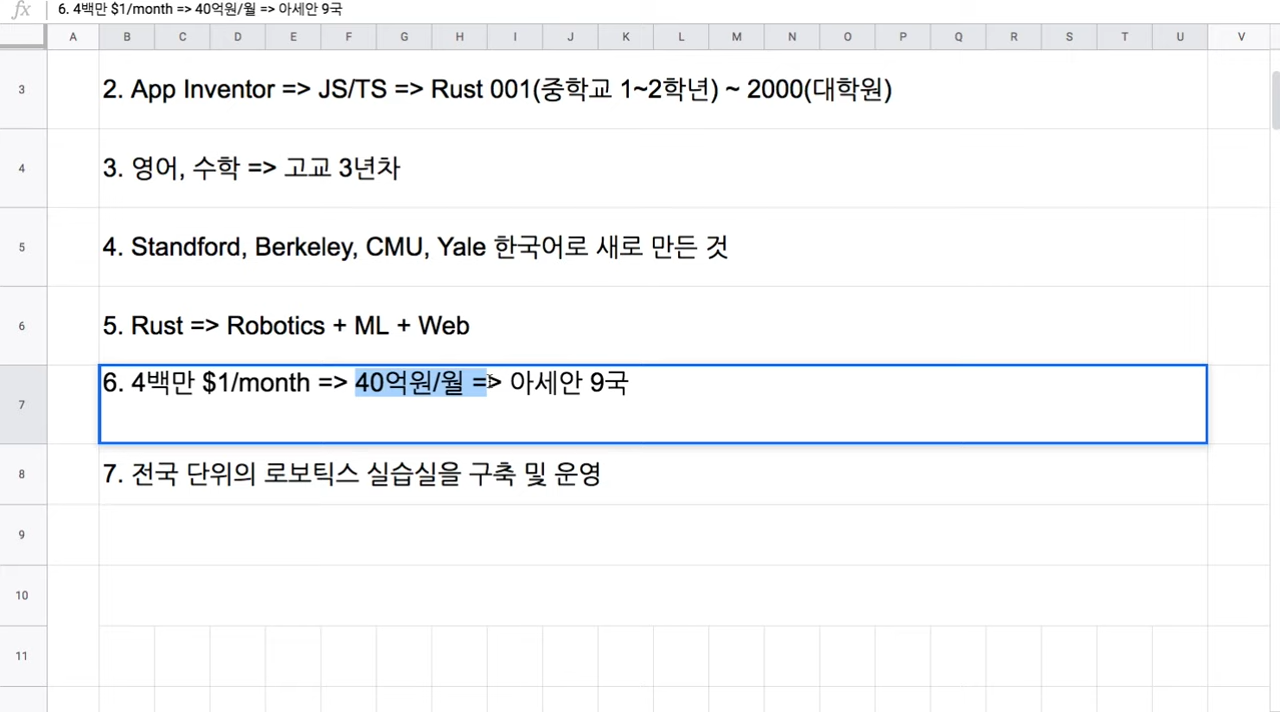 fx 6. 4백만 $1/month => 40억원/월 => 아세안 9국
A B C D E F G H I J K L M N O P Q R S T U V
3 2. App Inventor => JS/TS => Rust 001(중학교 1~2학년) ~ 2000(대학원)
4 3. 영어, 수학 => 고교 3년차
5 4. Standford, Berkeley, CMU, Yale 한국어로 새로 만든 것
6 5. Rust => Robotics + ML + Web
7 6. 4백만 $1/month => 40억원/월 => 아세안 9국
8 7. 전국 단위의 로보틱스 실습실을 구축 및 운영
9
10
11